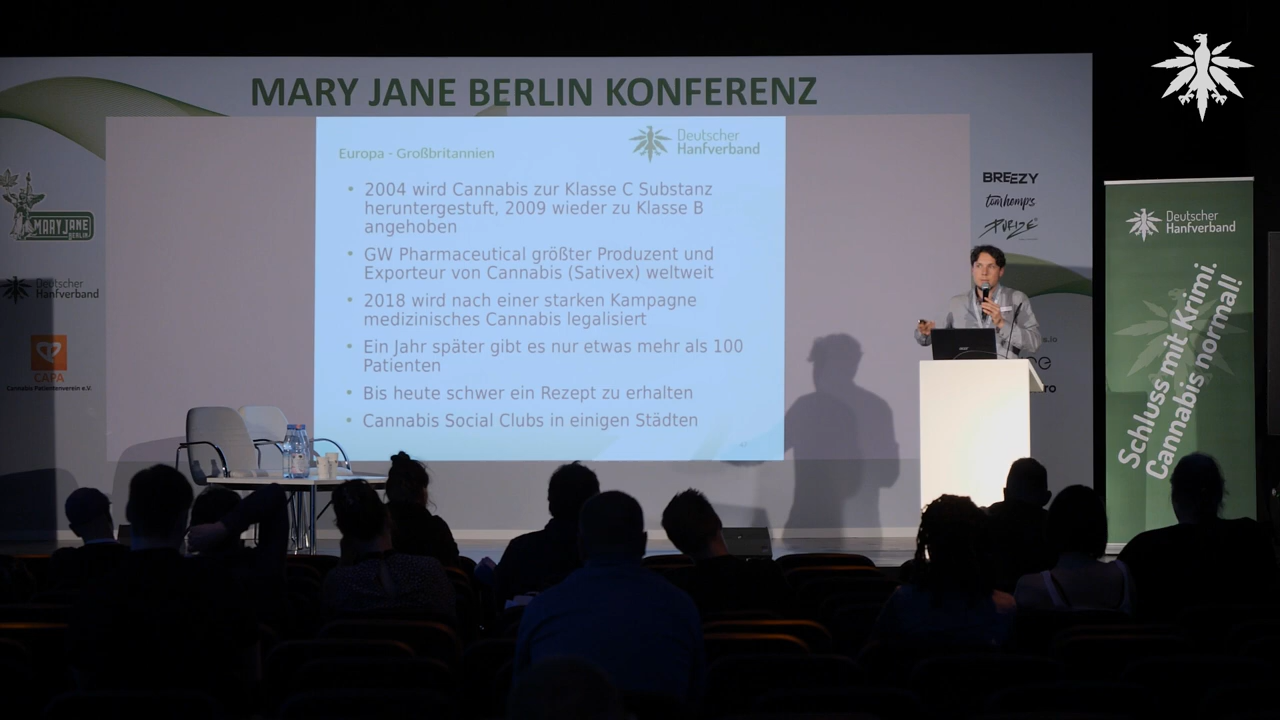 MARY JANE BERLIN KONFERENZ
Deutscher
Hanfverband
Europa - Großbritannien
• 2004 wird Cannabis zur Klasse C Substanz
heruntergestuft, 2009 wieder zu Klasse B
angehoben
• GW Pharmaceutical größter Produzent und
Exporteur von Cannabis (Sativex) weltweit
• 2018 wird nach einer starken Kampagne
medizinisches Cannabis legalisiert
• Ein Jahr später gibt es nur etwas mehr als 100
Patienten
• Bis heute schwer ein Rezept zu erhalten
• Cannabis Social Clubs in einigen Städten
MARY JANE
BERLIN
Deutscher
Hanfverband
CAPA
Cannabis Patientenverein e.V.
BREEZY
PURIZE
acer
Deutscher
Hanfverband
Schluss mit Krimi.
Cannabis normal!